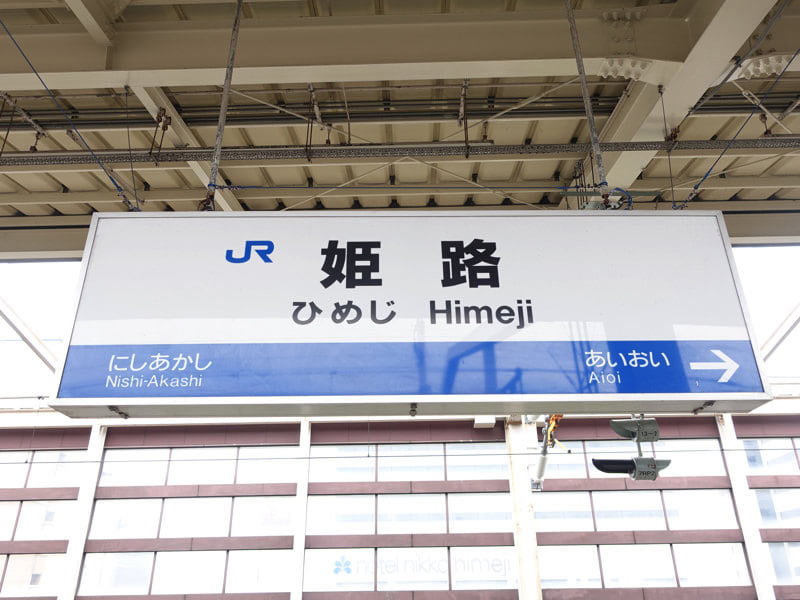 JR 姫路
ひめじ Himeji
にしあかし あいおい →
Nishi-Akashi Aioi
hotel nikko himeji